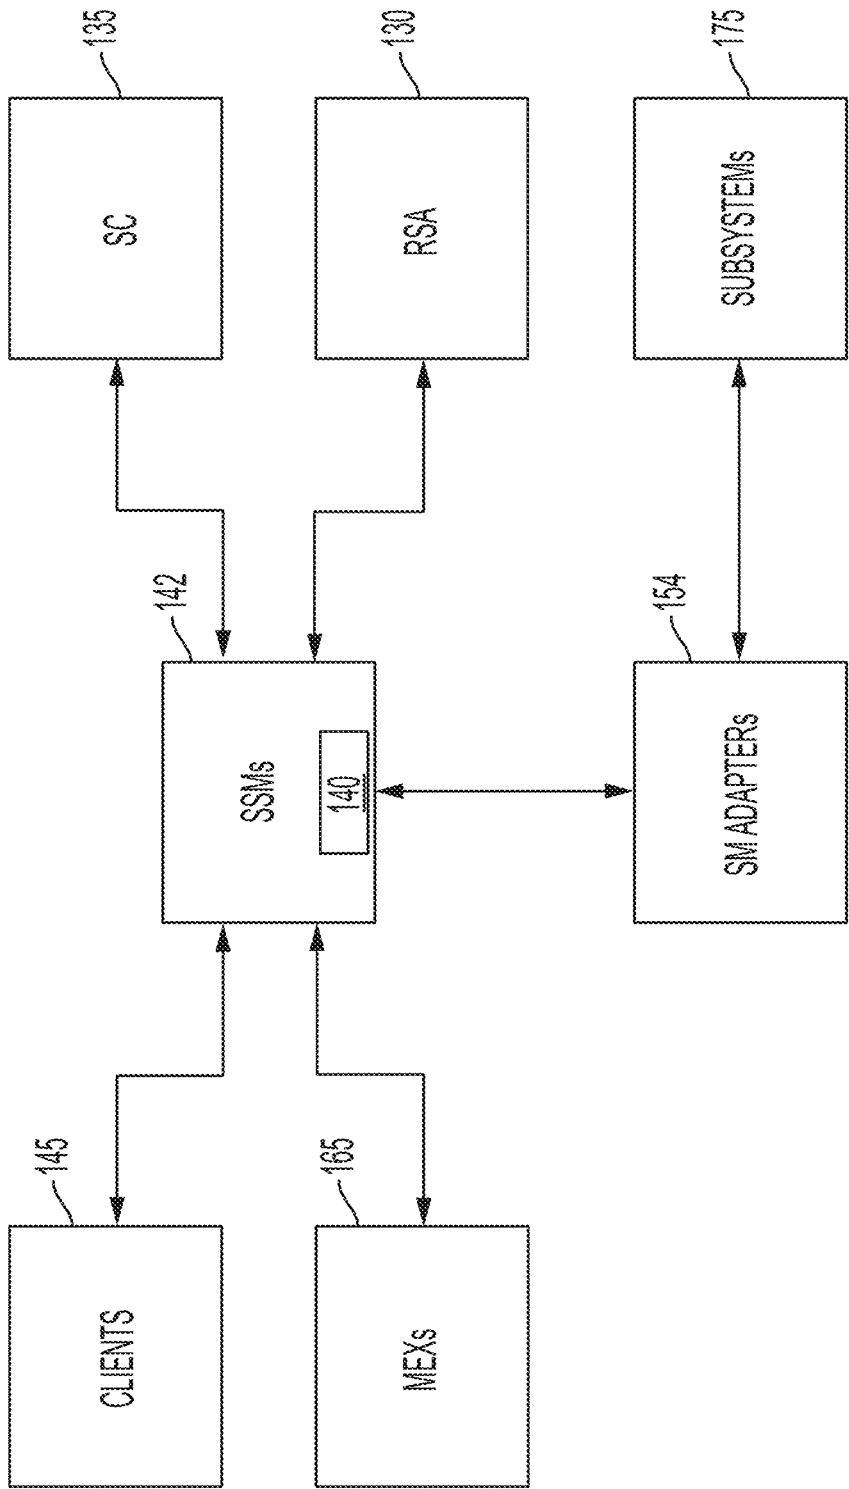 145
CLIENTS
165
MEXs
142
SSMs
140
154
SM ADAPTERs
135
SC
130
RSA
175
SUBSYSTEMs